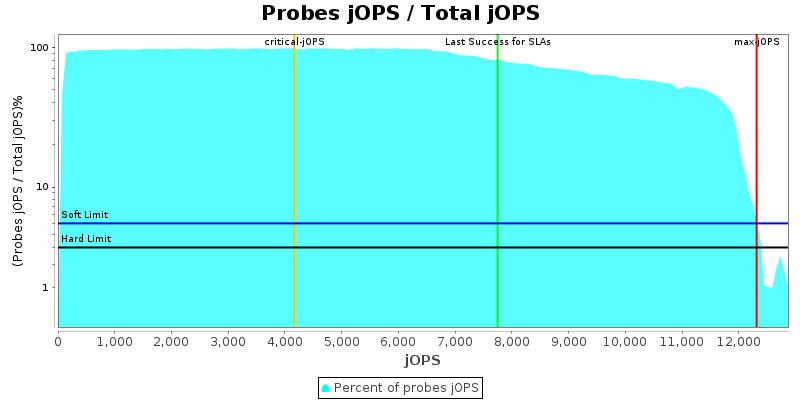 Probes jOPS / Total jOPS
critical-jOPS
Last Success for SLAs
max-jOPS
(Probes jOPS / Total jOPS)%
100
10
1
Soft Limit
Hard Limit
0 1,000 2,000 3,000 4,000 5,000 6,000 7,000 8,000 9,000 10,000 11,000 12,000
jOPS
Percent of probes jOPS